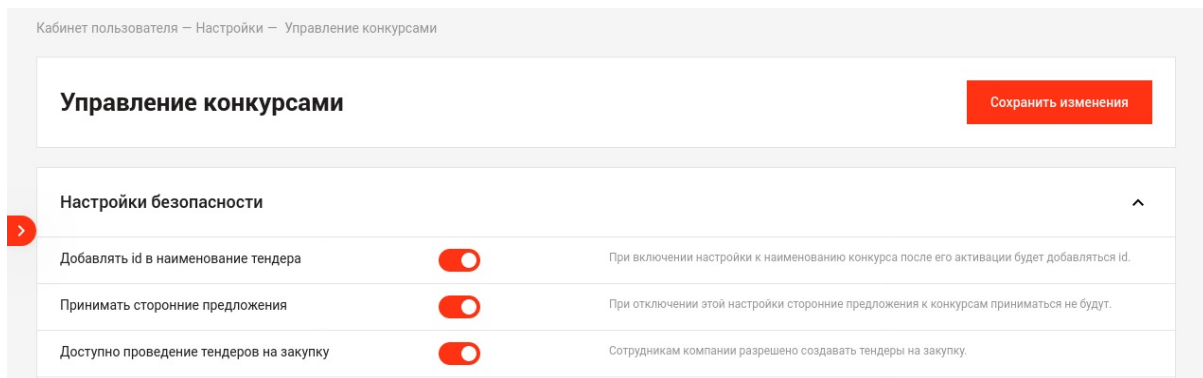 Кабинет пользователя — Настройки — Управление конкурсами
Управление конкурсами
Сохранить изменения
Настройки безопасности
Добавлять id в наименование тендера
При включении настройки к наименованию конкурса после его активации будет добавляться id.
Принимать сторонние предложения
При отключении этой настройки сторонние предложения к конкурсам приниматься не будут.
Доступно проведение тендеров на закупку
Сотрудникам компании разрешено создавать тендеры на закупку.